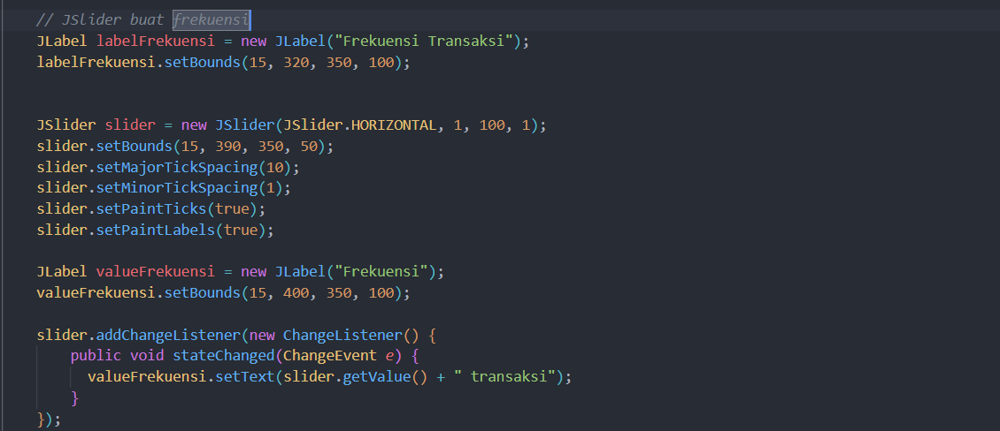 // JSlider buat frekuensi
JLabel labelFrekuensi = new JLabel("Frekuensi Transaksi");
labelFrekuensi.setBounds(15, 320, 350, 100);
JSlider slider = new JSlider(JSlider.HORIZONTAL, 1, 100, 1);
slider.setBounds(15, 390, 350, 50);
slider.setMajorTickSpacing(10);
slider.setMinorTickSpacing(1);
slider.setPaintTicks(true);
slider.setPaintLabels(true);
JLabel valueFrekuensi = new JLabel("Frekuensi");
valueFrekuensi.setBounds(15, 400, 350, 100);
slider.addChangeListener(new ChangeListener() {
public void stateChanged(ChangeEvent e) {
valueFrekuensi.setText(slider.getValue() + " transaksi");
}
});